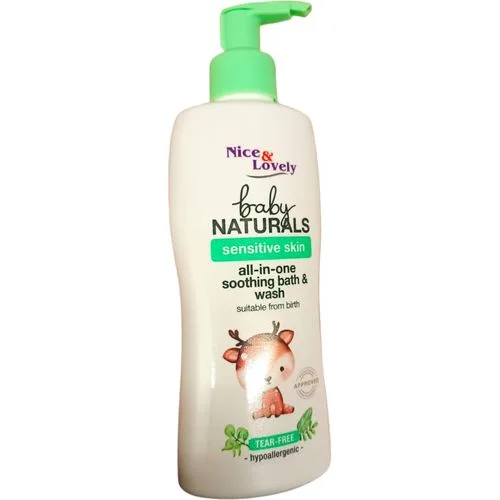 Nice &
Lovely
baby
NATURALS
sensitive skin
all-in-one
soothing bath &
wash
suitable from birth
APPROVED
TEAR-FREE
- hypoallergenic -